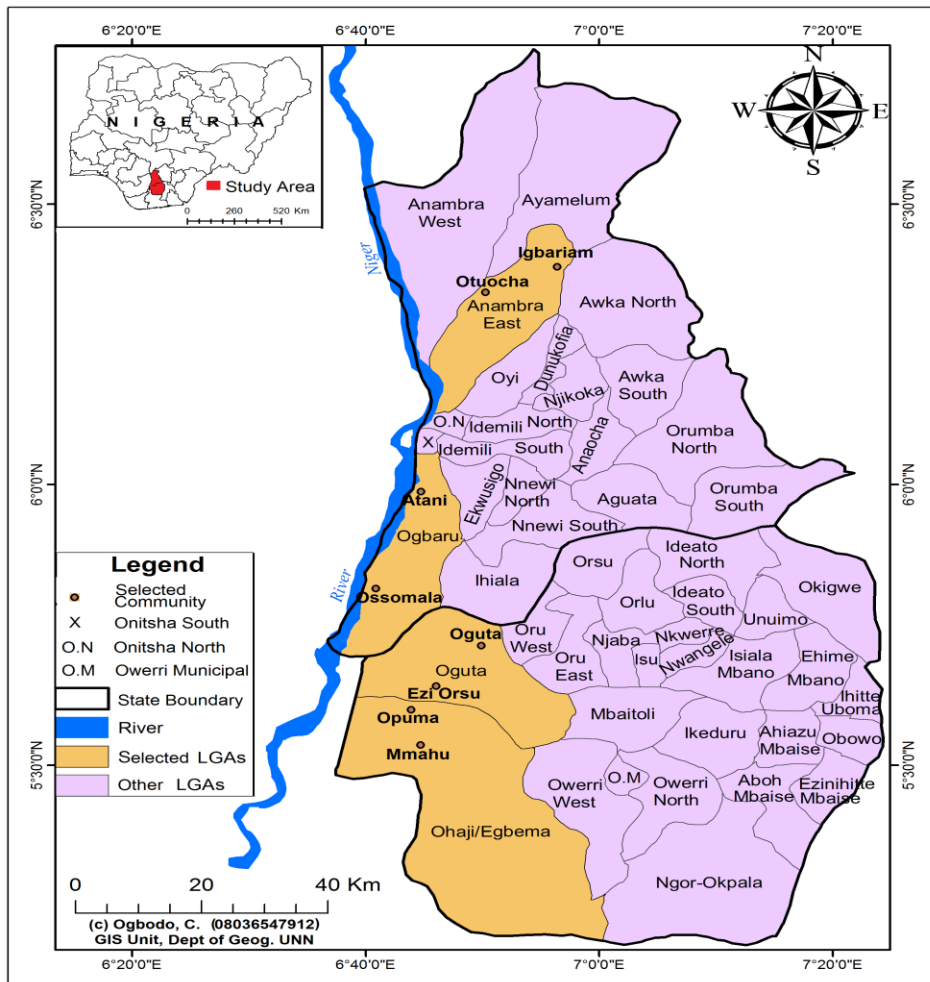 6°20'0"E
6°40'0"E
7°00'0"E
7°20'0"E
NIGERIA
Study Area
0 260 520 Km
N
W
E
S
6°30'0"N
6°30'0"N
Anambra
West
Ayamelum
Niger
Igbariam
Otuocha
Anambra
East
Awka North
Dunukofia
Oyi
Njikoka
Awka
South
O.N
Idemili North
X
Idemili South
Anaocha
Orumba
North
6°0'0"N
6°0'0"N
Atani
Ekwusigo
Nnewi
North
Aguata
Orumba
South
Nnewi South
Ogbaru
Ihiala
Orsu
Ideato
North
Okigwe
River
Ossomala
Orlu
Ideato
South
Unuimo
Oguta
Oru
West
Njaba
Nkwerre
Nwangele
Isu
Oru
East
Isiala
Mbano
Ehime
Mbano
Oguta
Ezi Orsu
Ihitte
Uboma
Opuma
Mbaitoli
Ikeduru
Ahiazu
Mbaise
Obowo
Mmahu
5°30'0"N
5°30'0"N
Owerri
West
O.M
Owerri
North
Aboh
Mbaise
Ezinihitte
Mbaise
Ohaji/Egbema
Ngor-Okpala
Legend
Selected
Community
X Onitsha South
O.N Onitsha North
O.M Owerri Municipal
State Boundary
River
Selected LGAs
Other LGAs
0 20 40 Km
(c) Ogbodo, C. (08036547912)
GIS Unit, Dept of Geog. UNN
6°20'0"E
6°40'0"E
7°00'0"E
7°20'0"E